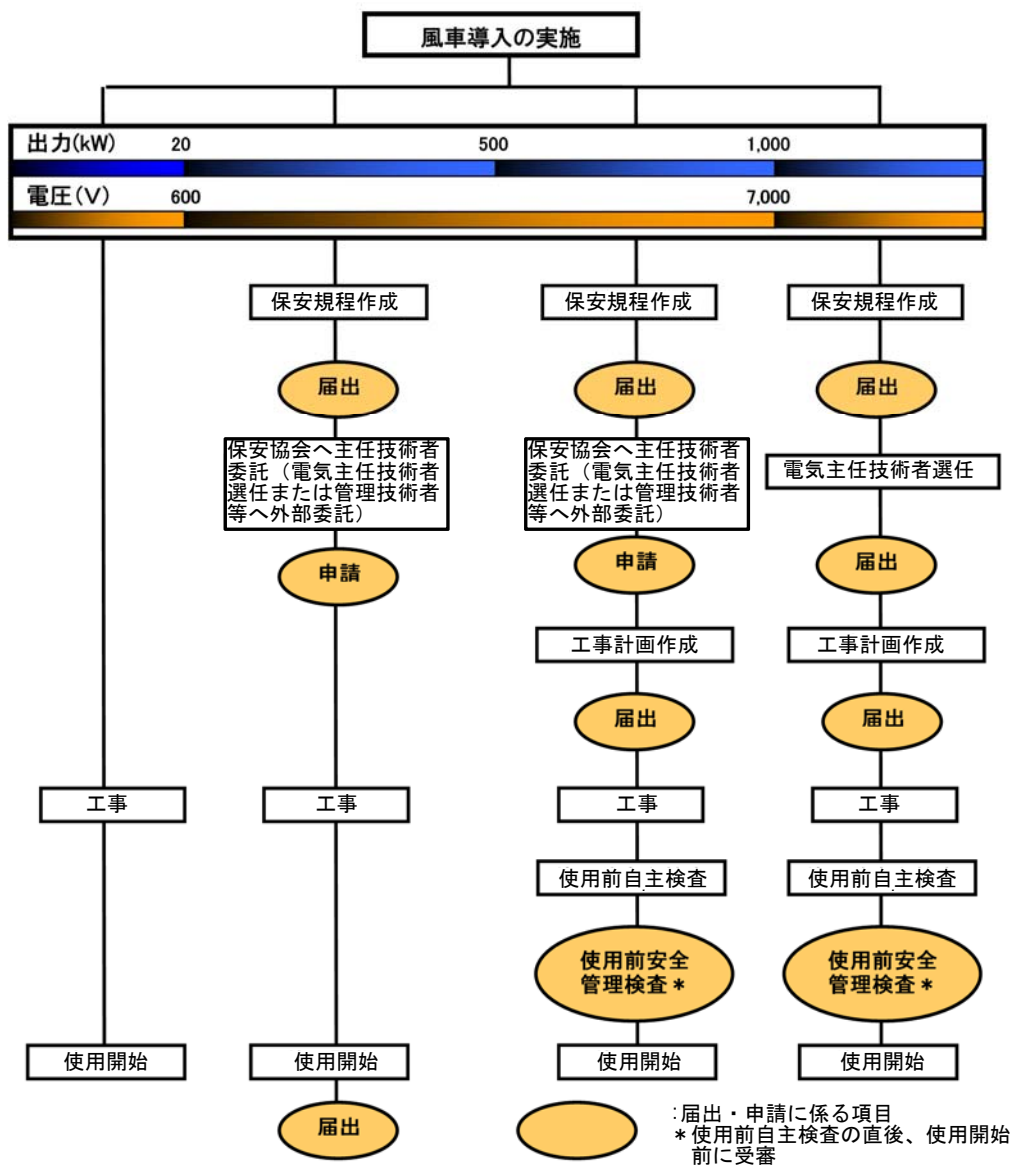 風車導入の実施
出力(kW) 20 500 1,000
電圧(V) 600 7,000
保安規程作成 保安規程作成 保安規程作成
届出 届出 届出
保安協会へ主任技術者
委託（電気主任技術者
選任または管理技術者
等へ外部委託）
保安協会へ主任技術者
委託（電気主任技術者
選任または管理技術者
等へ外部委託）
電気主任技術者選任
申請 申請 届出
工事計画作成 工事計画作成
届出 届出
工事 工事 工事 工事
使用前自主検査 使用前自主検査
使用前安全
管理検査＊
使用前安全
管理検査＊
使用開始 使用開始 使用開始 使用開始
届出
:届出・申請に係る項目
＊使用前自主検査の直後、使用開始
前に受審